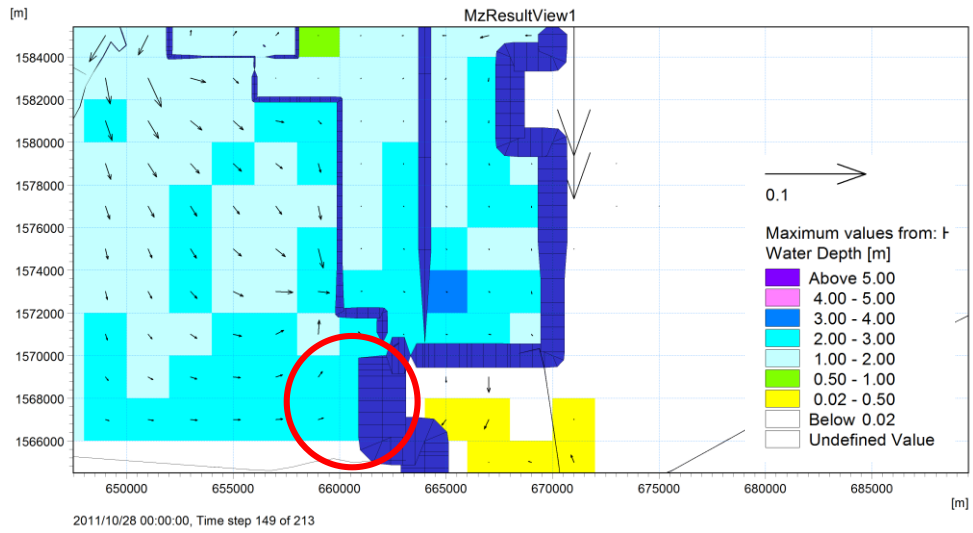 MzResultView1
[m]
1584000
1582000
1580000
1578000
1576000
1574000
1572000
1570000
1568000
1566000
0.1
Maximum values from: H
Water Depth [m]
Above 5.00
4.00 - 5.00
3.00 - 4.00
2.00 - 3.00
1.00 - 2.00
0.50 - 1.00
0.02 - 0.50
Below 0.02
Undefined Value
650000 655000 660000 665000 670000 675000 680000 685000
[m]
2011/10/28 00:00:00, Time step 149 of 213